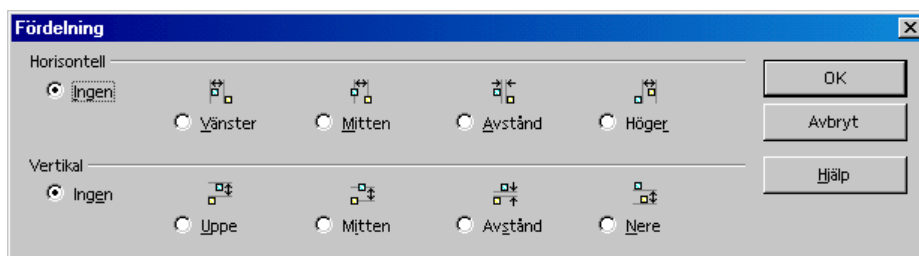 Fördelning
Horisontell
Ingen
Vänster
Mitten
Avstånd
Höger
Vertikal
Ingen
Uppe
Mitten
Avstånd
Nere
OK
Avbryt
Hjälp